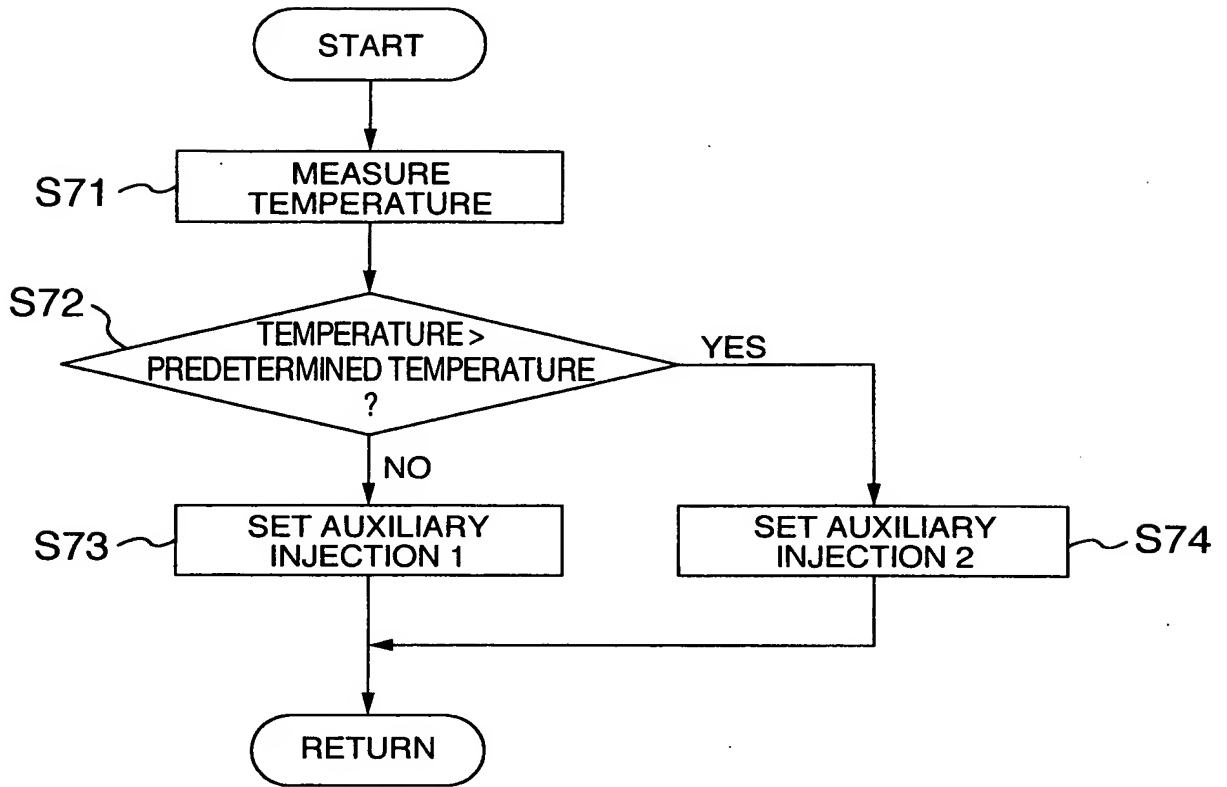 START
S71
MEASURE
TEMPERATURE
S72
TEMPERATURE >
PREDETERMINED TEMPERATURE
?
YES
NO
S73
SET AUXILIARY
INJECTION 1
SET AUXILIARY
INJECTION 2
S74
RETURN